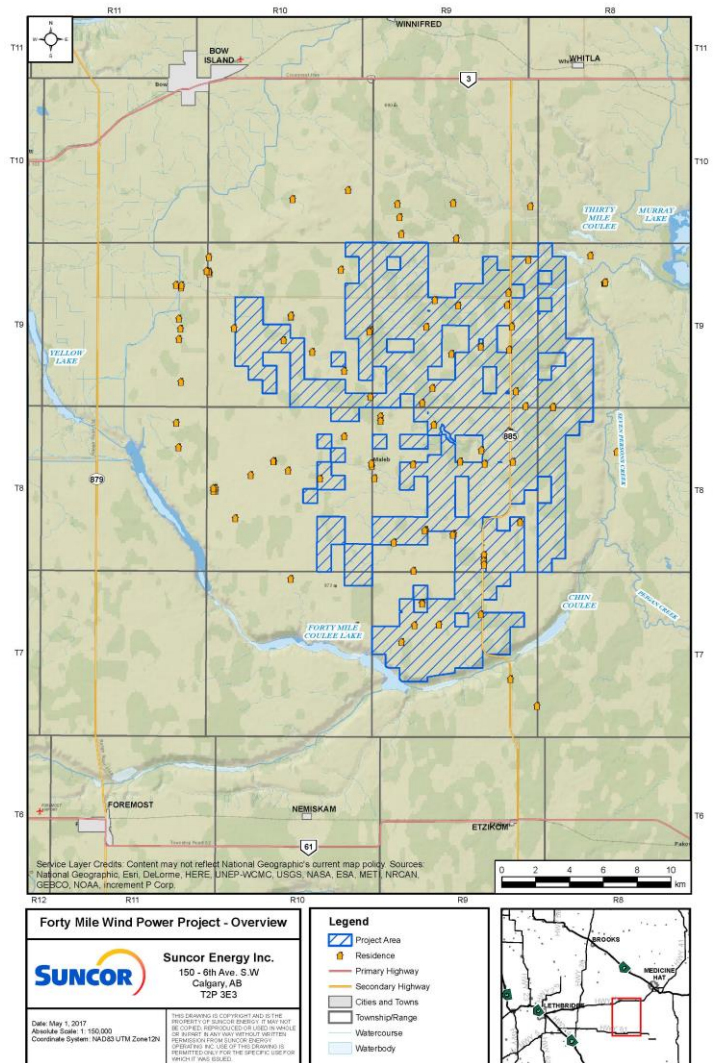 R11 R10 R9 R8
T11
T11
N
W E
S
WINNIFRED
BOW
ISLAND
Bow
WHITLA
3
T10
T10
THIRTY
MILE
COULEE
MURRAY
LAKE
T9
T9
YELLOW
LAKE
885
SEVEN PERSONS CREEK
Maleb
879
T8
T8
CHIN
COULEE
PEIGAN CREEK
FORTY MILE
COULEE LAKE
T7
T7
T6
T6
FOREMOST
NEMISKAM
ETZIKOM
61
Service Layer Credits: Content may not reflect National Geographic's current map policy. Sources:
National Geographic, Esri, DeLorme, HERE, UNEP-WCMC, USGS, NASA, ESA, METI, NRCAN,
GEBCO, NOAA, increment P Corp.
0 2 4 6 8 10
km
R12 R11 R10 R9 R8
Forty Mile Wind Power Project - Overview
SUNCOR
Suncor Energy Inc.
150 - 6th Ave. S.W
Calgary, AB
T2P 3E3
Date: May 1, 2017
Absolute Scale: 1: 150,000
Coordinate System: NAD83 UTM Zone12N
THIS DRAWING IS COPYRIGHT AND IS THE
PROPERTY OF SUNCOR ENERGY. IT MAY NOT
BE COPIED, REPRODUCED OR USED IN WHOLE
OR IN PART IN ANY WAY WITHOUT WRITTEN
PERMISSION FROM SUNCOR ENERGY
OPERATING INC. USE OF THIS DRAWING IS
PERMITTED ONLY FOR THE SPECIFIC USE FOR
WHICH IT WAS ISSUED.
Legend
Project Area
Residence
Primary Highway
Secondary Highway
Cities and Towns
Township/Range
Watercourse
Waterbody
BROOKS
MEDICINE
HAT
LETHBRIDGE